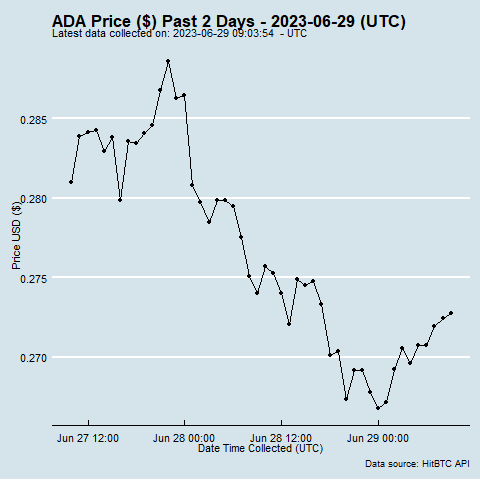 ADA Price ($) Past 2 Days - 2023-06-29 (UTC)
Latest data collected on: 2023-06-29 09:03:54 - UTC
0.285
0.280
0.275
0.270
Price USD ($)
Jun 27 12:00
Jun 28 00:00
Jun 28 12:00
Jun 29 00:00
Date Time Collected (UTC)
Data source: HitBTC API